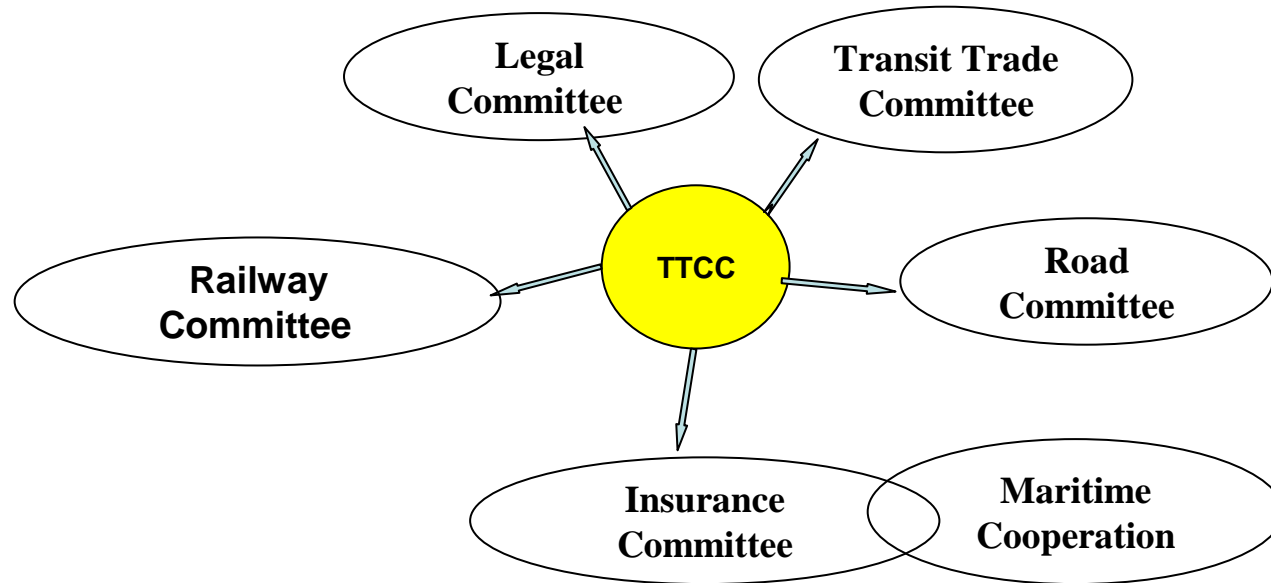 Legal
Committee
Transit Trade
Committee
TTCC
Railway
Committee
Road
Committee
Insurance
Committee
Maritime
Cooperation